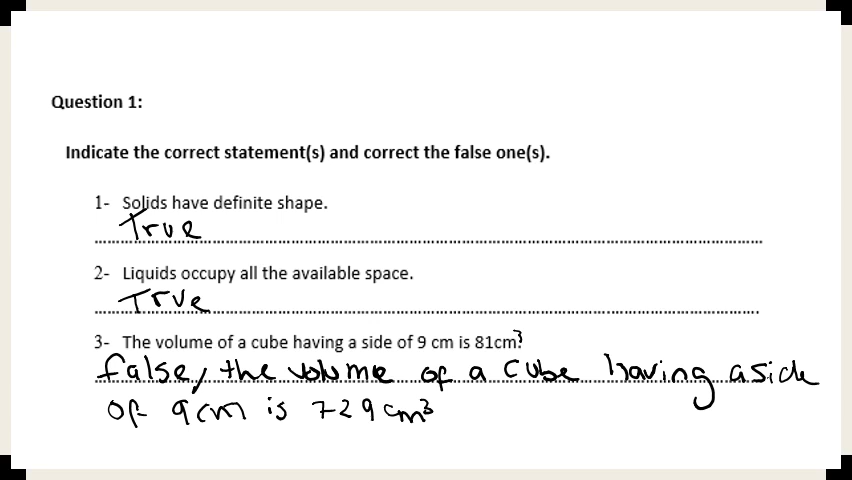 Question 1:
Indicate the correct statement(s) and correct the false one(s).
1- Solids have definite shape.
True
2- Liquids occupy all the available space.
True
3- The volume of a cube having a side of 9 cm is 81cm³.
false, the volume of a cube having a side
of 9cm is 729cm³